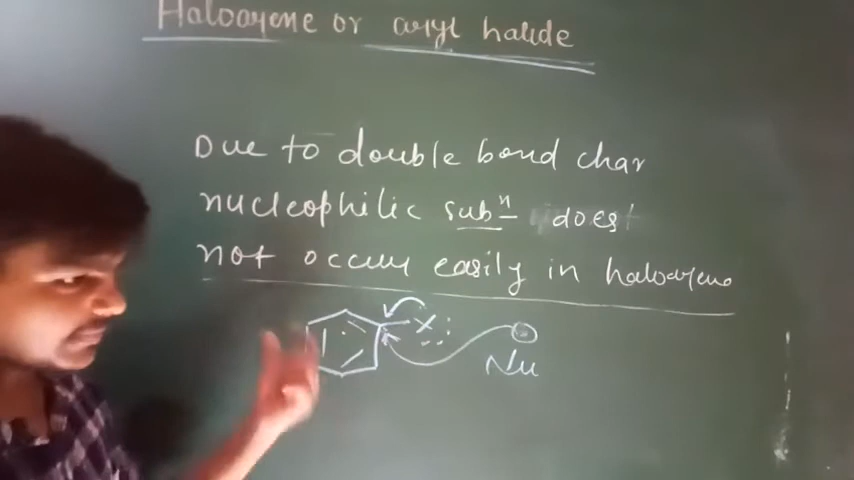 Haloarene or aryl halide
Due to double bond char
nucleophilic subⁿ does
not occur easily in haloarene
X
Nu